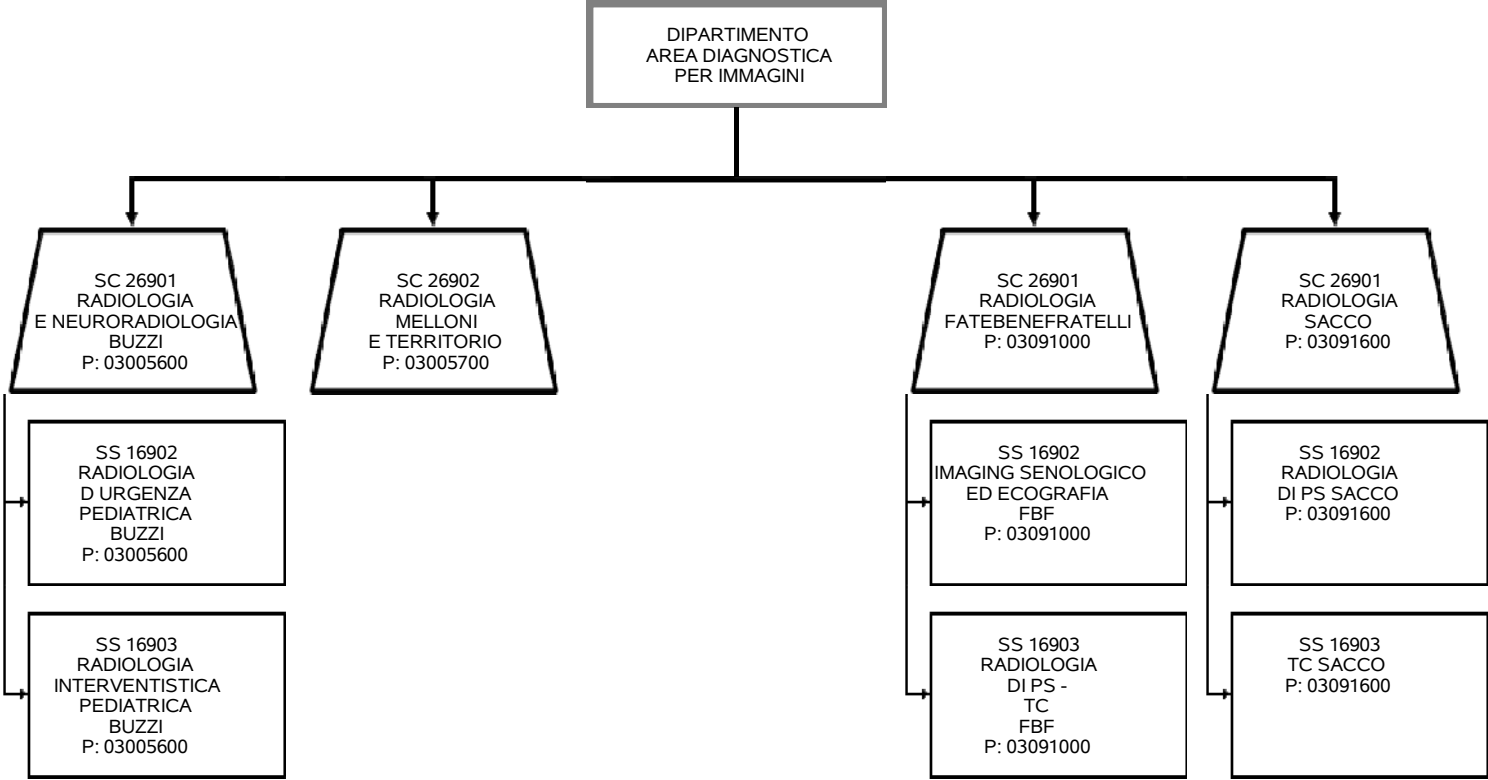 DIPARTIMENTO
AREA DIAGNOSTICA
PER IMMAGINI
SC 26901
RADIOLOGIA
E NEURORADIOLOGIA
BUZZI
P: 03005600
SC 26902
RADIOLOGIA
MELLONI
E TERRITORIO
P: 03005700
SC 26901
RADIOLOGIA
FATEBENEFRATELLI
P: 03091000
SC 26901
RADIOLOGIA
SACCO
P: 03091600
SS 16902
RADIOLOGIA
D URGENZA
PEDIATRICA
BUZZI
P: 03005600
SS 16902
IMAGING SENOLOGICO
ED ECOGRAFIA
FBF
P: 03091000
SS 16902
RADIOLOGIA
DI PS SACCO
P: 03091600
SS 16903
RADIOLOGIA
INTERVENTISTICA
PEDIATRICA
BUZZI
P: 03005600
SS 16903
RADIOLOGIA
DI PS -
TC
FBF
P: 03091000
SS 16903
TC SACCO
P: 03091600